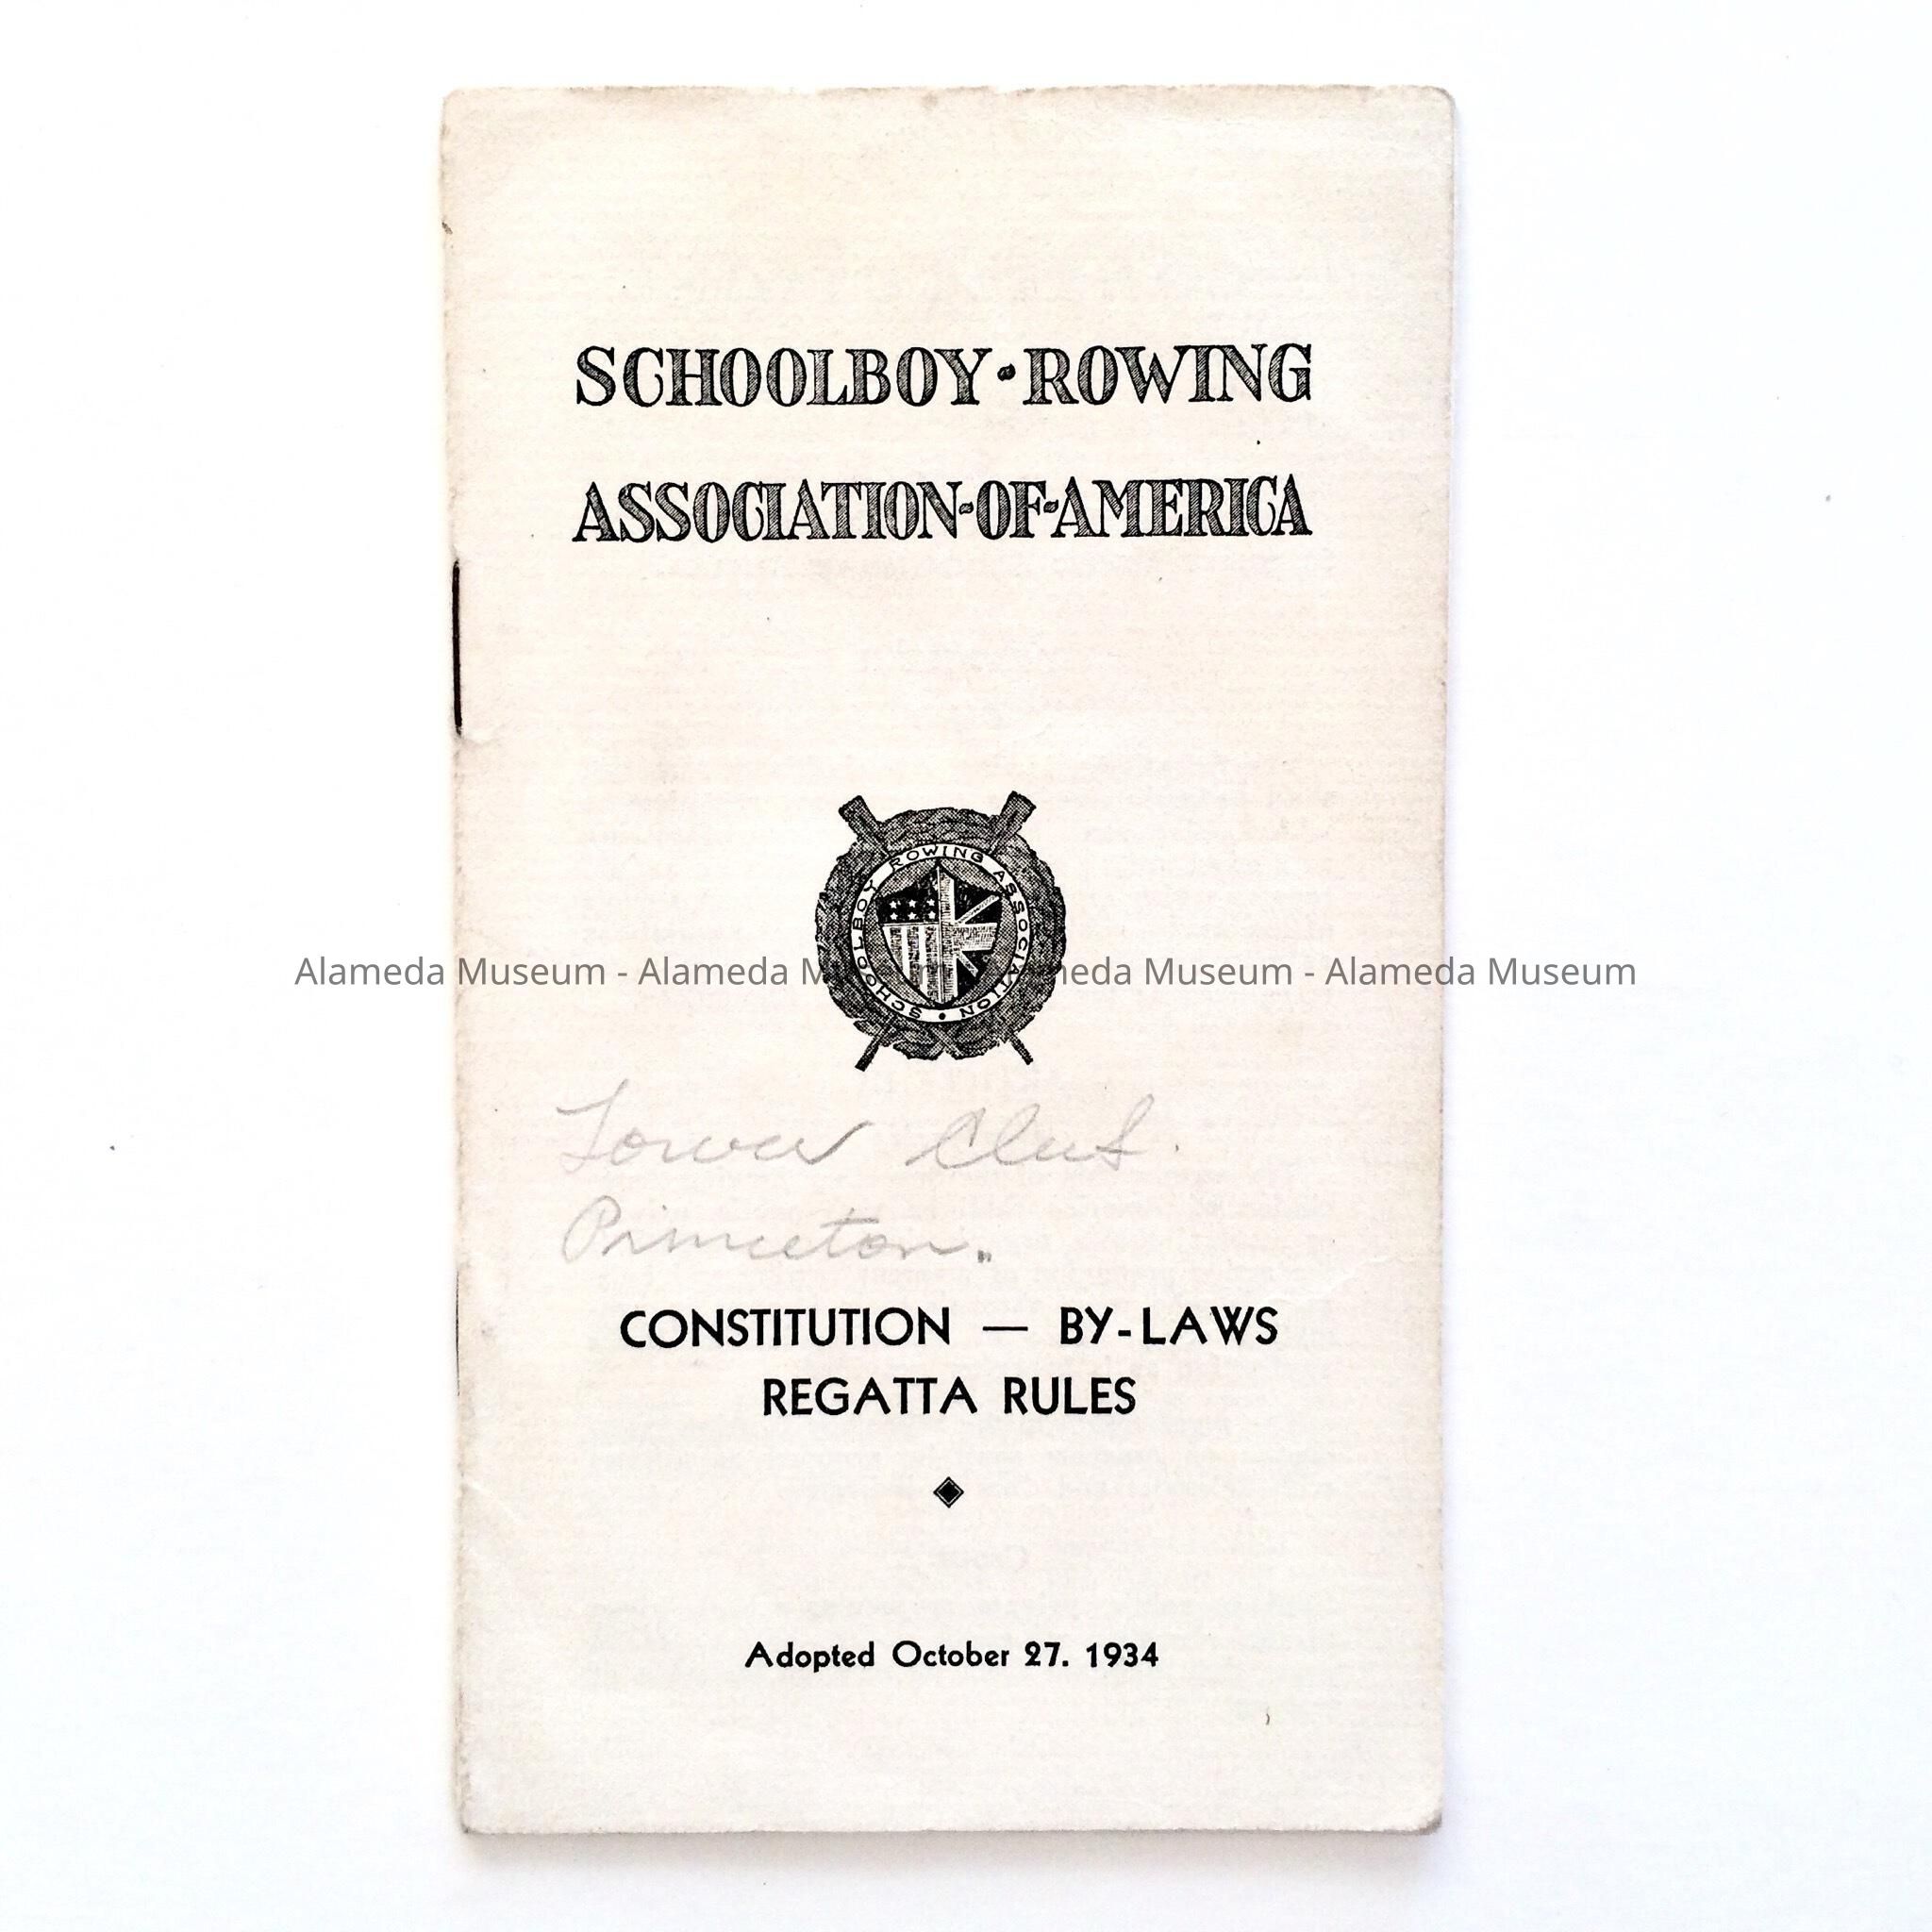 SCHOOLBOY · ROWING
ASSOCIATION-OF-AMERICA
SCHOOLBOY ROWING ASSOCIATION •
Alameda Museum - Alameda Museum - Alameda Museum - Alameda Museum
Tower Club.
Princeton.
CONSTITUTION — BY-LAWS
REGATTA RULES
Adopted October 27. 1934